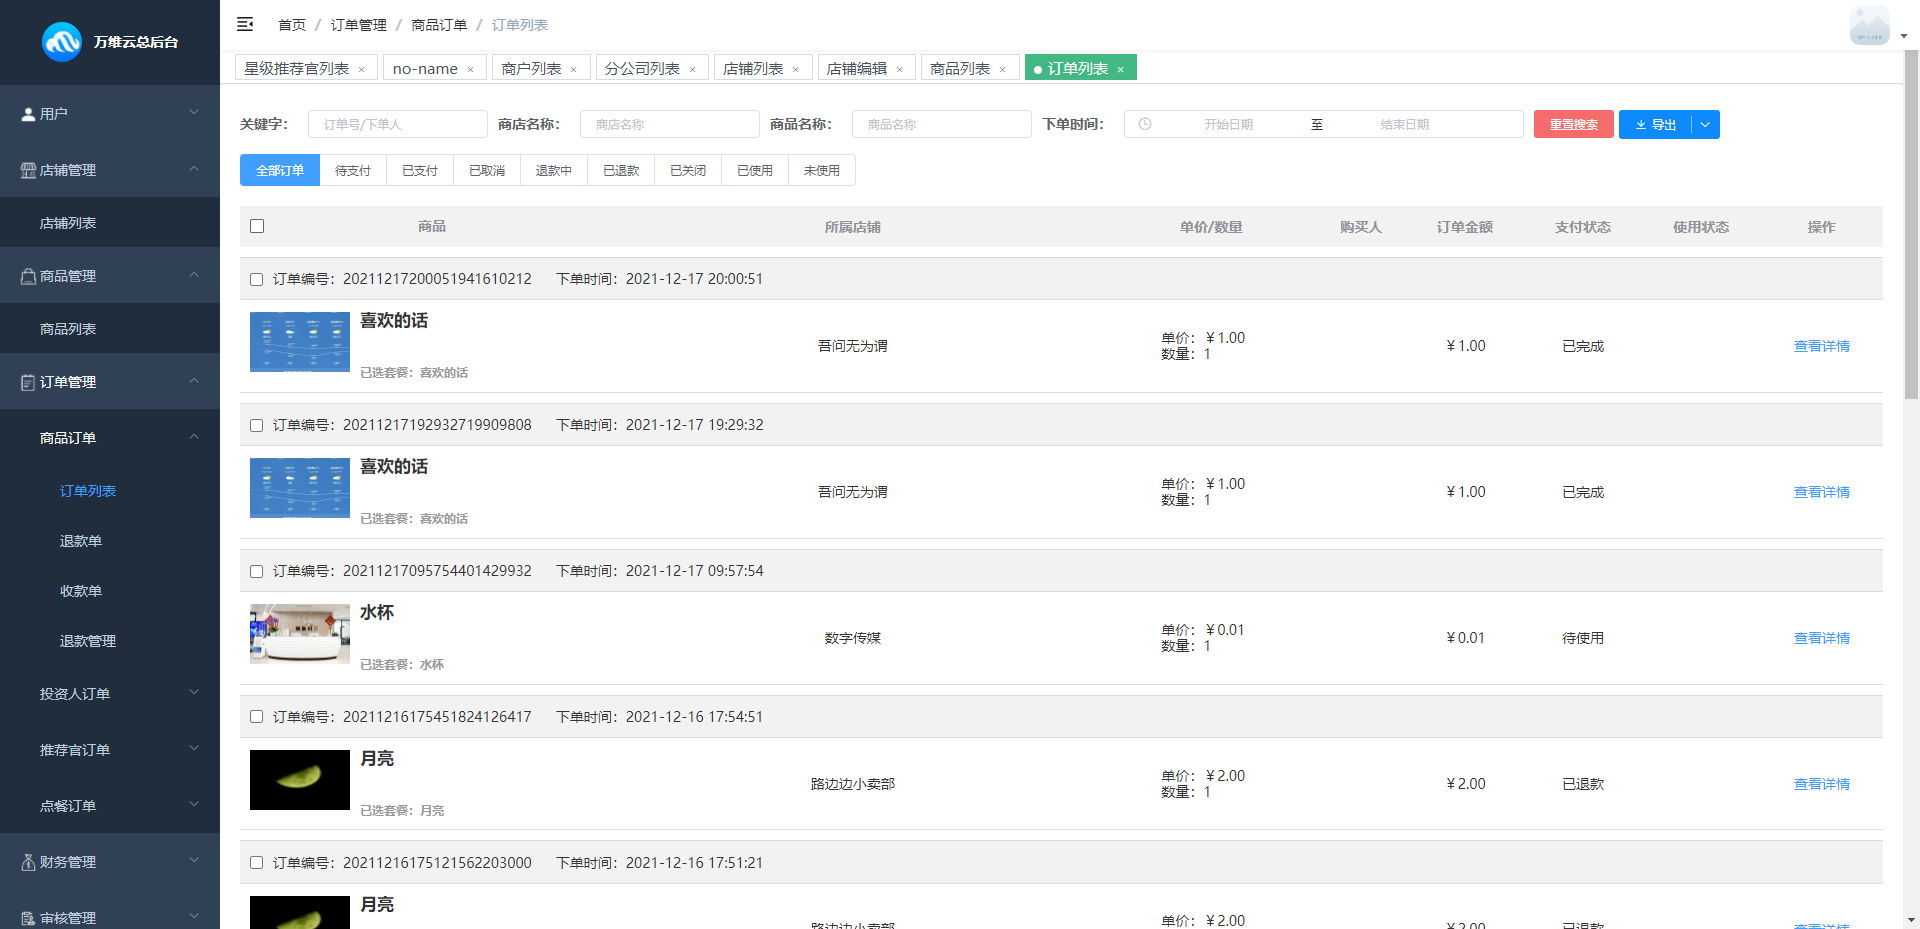 万维云总后台
首页 / 订单管理 / 商品订单 / 订单列表
星级推荐官列表 ×
no-name ×
商户列表 ×
分公司列表 ×
店铺列表 ×
店铺编辑 ×
商品列表 ×
订单列表 ×
用户
店铺管理
店铺列表
商品管理
商品列表
订单管理
商品订单
订单列表
退款单
收款单
退款管理
投资人订单
推荐官订单
点餐订单
财务管理
审核管理
关键字： 订单号/下单人 商店名称： 商店名称 商品名称： 商品名称 下单时间： 开始日期 至 结束日期 重置搜索 导出
全部订单 待支付 已支付 已取消 退款中 已退款 已关闭 已使用 未使用
商品 所属店铺 单价/数量 购买人 订单金额 支付状态 使用状态 操作
订单编号：20211217200051941610212 下单时间：2021-12-17 20:00:51
喜欢的话
已选套餐：喜欢的话
吾问无为谓
单价：￥1.00
数量：1
￥1.00
已完成
查看详情
订单编号：20211217192932719909808 下单时间：2021-12-17 19:29:32
喜欢的话
已选套餐：喜欢的话
吾问无为谓
单价：￥1.00
数量：1
￥1.00
已完成
查看详情
订单编号：20211217095754401429932 下单时间：2021-12-17 09:57:54
水杯
已选套餐：水杯
数字传媒
单价：￥0.01
数量：1
￥0.01
待使用
查看详情
订单编号：20211216175451824126417 下单时间：2021-12-16 17:54:51
月亮
已选套餐：月亮
路边边小卖部
单价：￥2.00
数量：1
￥2.00
已退款
查看详情
订单编号：20211216175121562203000 下单时间：2021-12-16 17:51:21
月亮
路边边小卖部
单价：￥2.00
￥2.00
已退款
查看详情